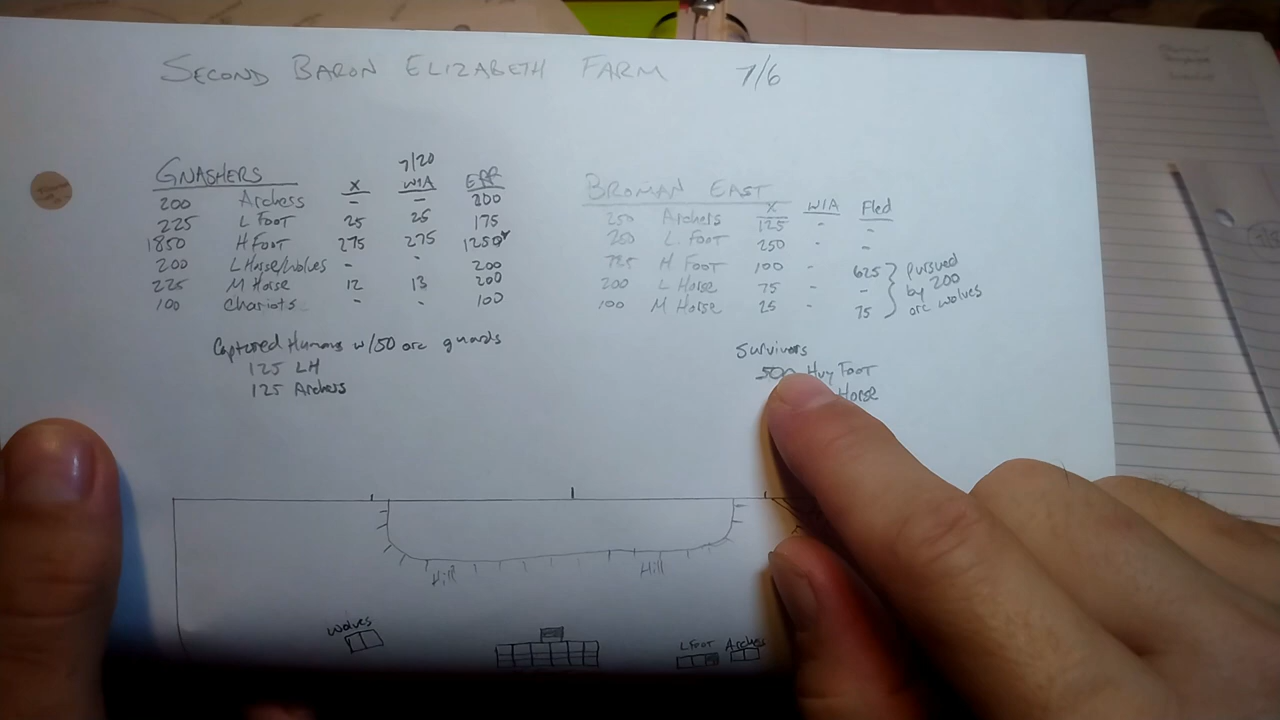 SECOND BARON ELIZABETH FARM 7/6
GNASHERS X 7/20 WIA EFF
200 Archers - - 200
225 L FOOT 25 25 175
1850 H FOOT 275 275 1250
200 L Horse/Wolves - - 200
225 M Horse 12 13 200
100 Chariots - - 100
Captured Humans w/50 orc guards
125 LH
125 Archers
BROMAN EAST X WIA Fled
250 Archers 125 - -
250 L. FOOT 250 - -
725 H FOOT 100 - 625
200 L Horse 75 - -
100 M Horse 25 - 75
pursued
by 200
orc wolves
Survivors
500 Hvy FOOT
Horse
Hill Hill
Wolves
L FOOT Archers